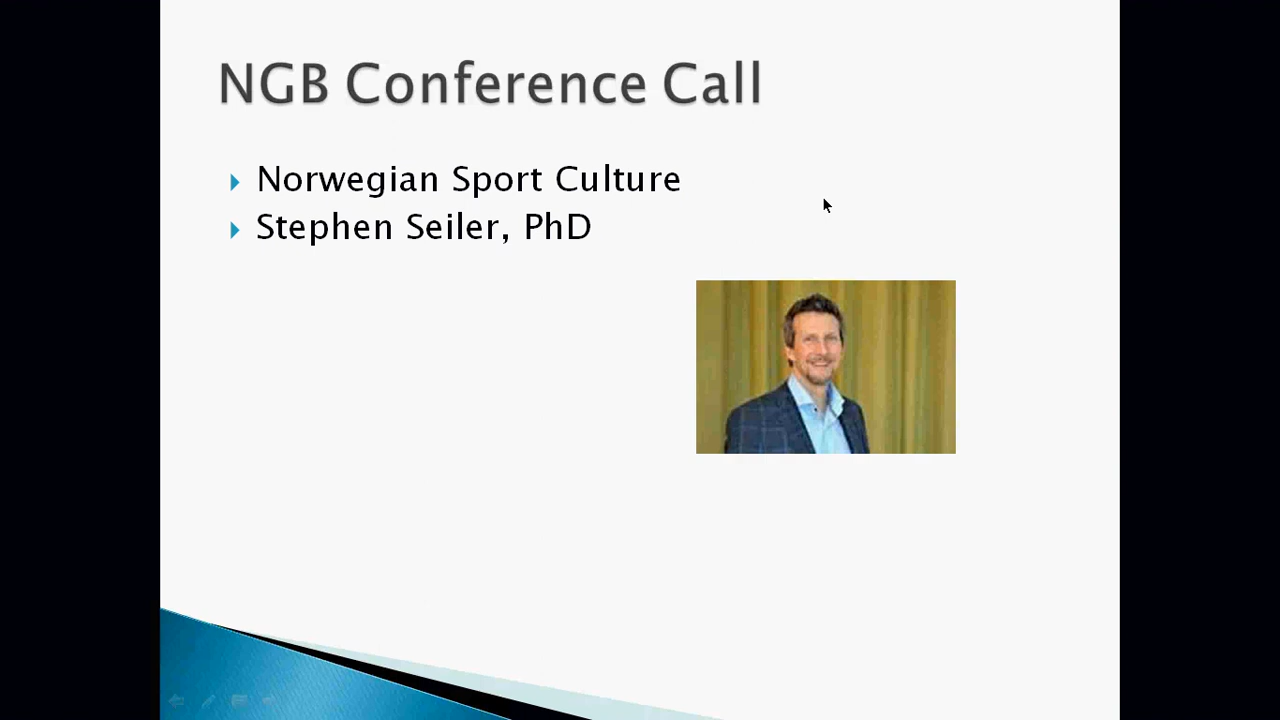 NGB Conference Call
Norwegian Sport Culture
Stephen Seiler, PhD